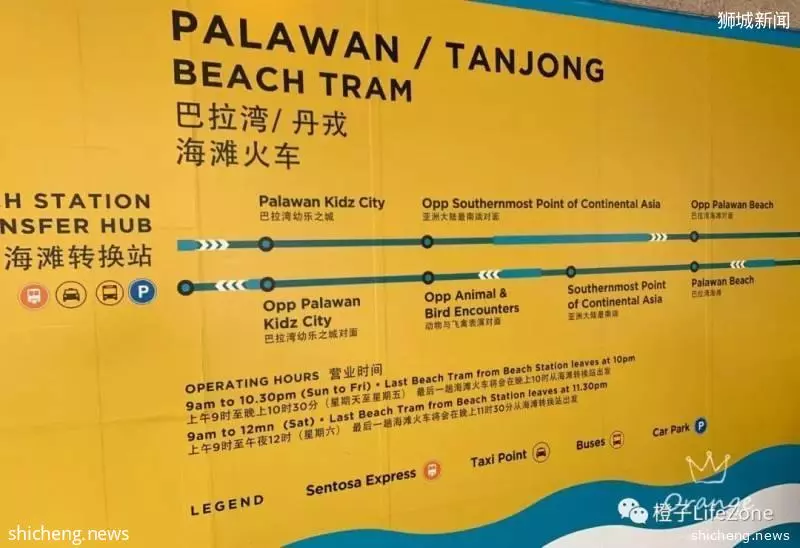 狮城新闻
PALAWAN / TANJONG
BEACH TRAM
巴拉湾/ 丹戎
海滩火车
H STATION
NSFER HUB
海滩转换站
P
Palawan Kidz City
巴拉湾幼乐之城
Opp Southernmost Point of Continental Asia
亚洲大陆最南端对面
Opp Palawan Beach
巴拉湾海滩对面
Opp Palawan
Kidz City
巴拉湾幼乐之城对面
Opp Animal &
Bird Encounters
动物与飞禽表演对面
Southernmost Point
of Continental Asia
亚洲大陆最南端
Palawan Beach
巴拉湾海滩
OPERATING HOURS 营业时间
9am to 10.30pm (Sun to Fri) • Last Beach Tram from Beach Station leaves at 10pm
上午9时至晚上10时30分（星期天至星期五） 最后一趟海滩火车将会在晚上10时从海滩转换站出发
9am to 12mn (Sat) • Last Beach Tram from Beach Station leaves at 11.30pm
上午9时至午夜12时（星期六） 最后一趟海滩火车将会在晚上11时30分从海滩转换站出发
LEGEND
Sentosa Express
Taxi Point
Buses
Car Park P
Orange
橙子LifeZone
shicheng.news
shicheng.news